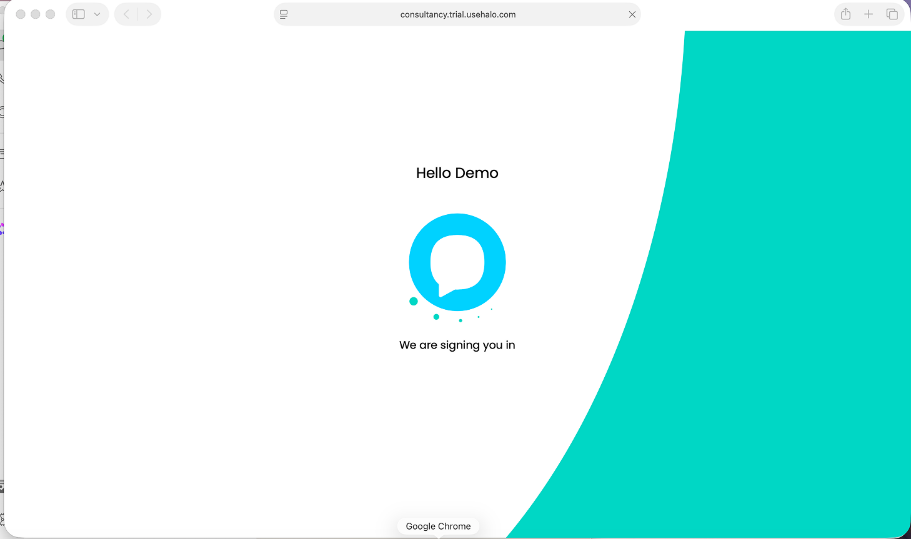 consultancy.trial.usehalo.com
Hello Demo
We are signing you in
Google Chrome